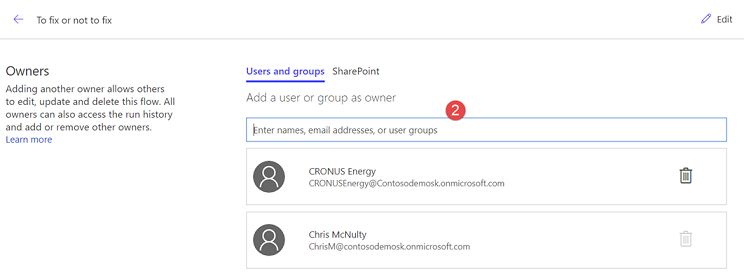 To fix or not to fix
Edit
Owners
Adding another owner allows others
to edit, update and delete this flow. All
owners can also access the run history
and add or remove other owners.
Learn more
Users and groups SharePoint
Add a user or group as owner
2
Enter names, email addresses, or user groups
CRONUS Energy
CRONUSEnergy@Contosodemosk.onmicrosoft.com
Chris McNulty
ChrisM@contosodemosk.onmicrosoft.com